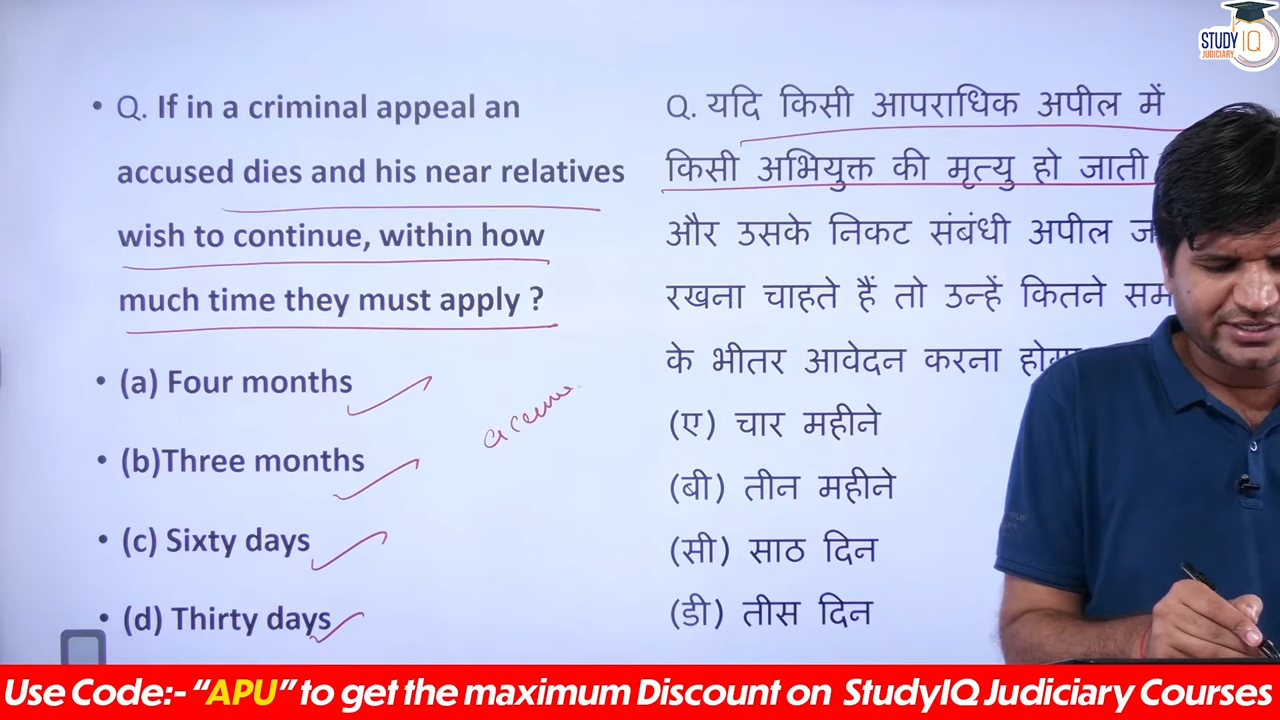 STUDY IQ
JUDICIARY
• Q. If in a criminal appeal an
accused dies and his near relatives
wish to continue, within how
much time they must apply ?
• (a) Four months
• (b)Three months
• (c) Sixty days
• (d) Thirty days
Q. यदि किसी आपराधिक अपील में
किसी अभियुक्त की मृत्यु हो जाती
और उसके निकट संबंधी अपील
रखना चाहते हैं तो उन्हें कितने
के भीतर आवेदन करना
(ए) चार महीने
(बी) तीन महीने
(सी) साठ दिन
(डी) तीस दिन
Use Code:- “APU” to get the maximum Discount on StudyIQ Judiciary Courses